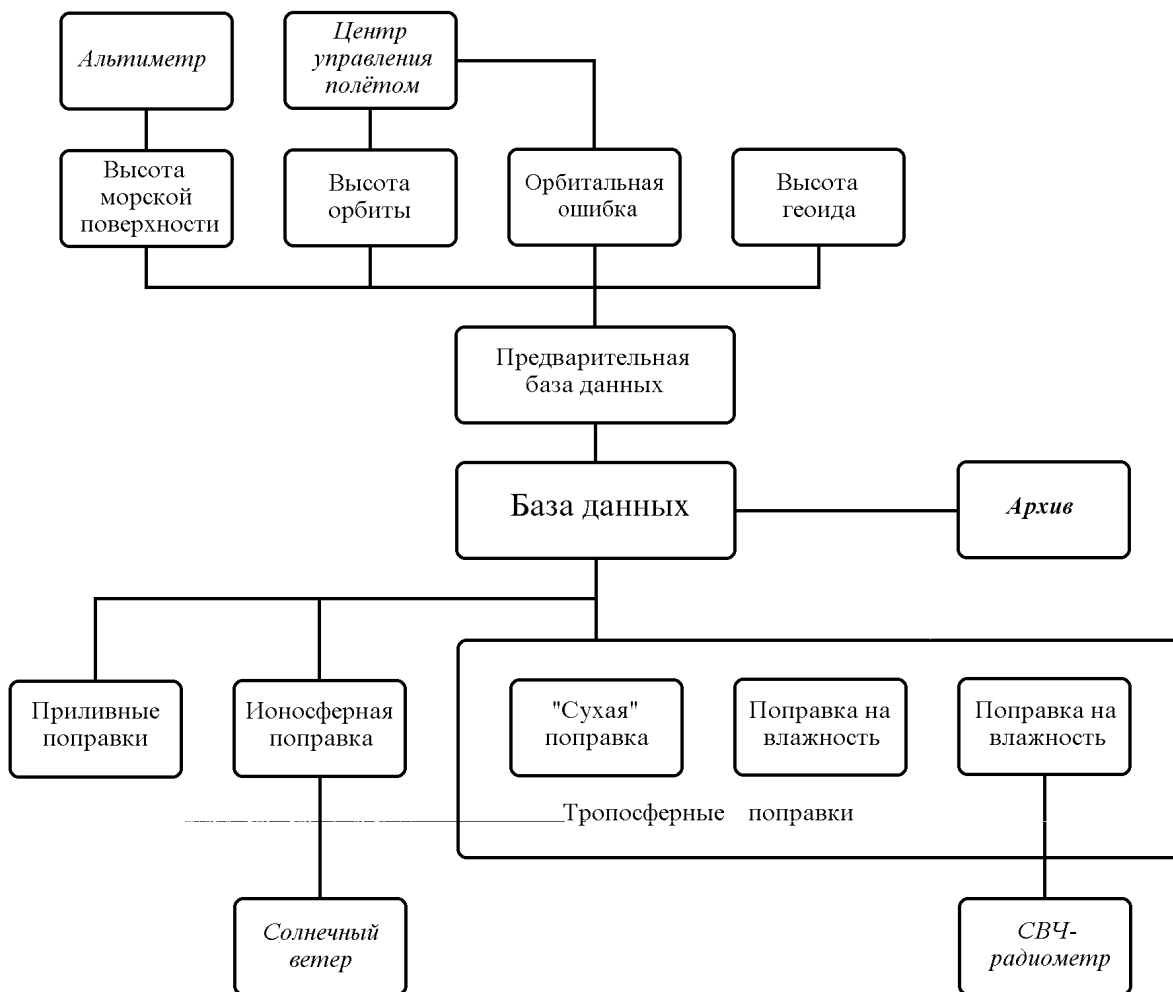 Альтиметр
Центр
управления
полётом
Высота
морской
поверхности
Высота
орбиты
Орбитальная
ошибка
Высота
геоида
Предварительная
база данных
База данных
Архив
Приливные
поправки
Ионосферная
поправка
"Сухая"
поправка
Поправка на
влажность
Поправка на
влажность
Тропосферные поправки
Солнечный
ветер
СВЧ-
радиометр